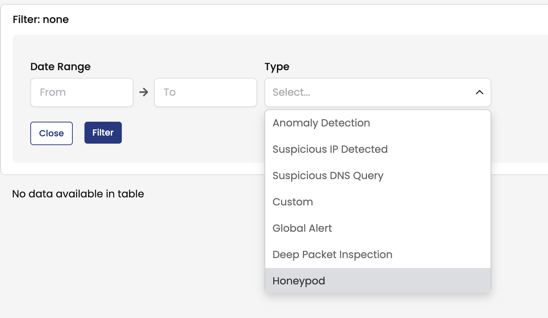 Filter: none
Date Range
Type
From
To
Select...
Close
Filter
Anomaly Detection
Suspicious IP Detected
Suspicious DNS Query
Custom
Global Alert
Deep Packet Inspection
Honeypod
No data available in table